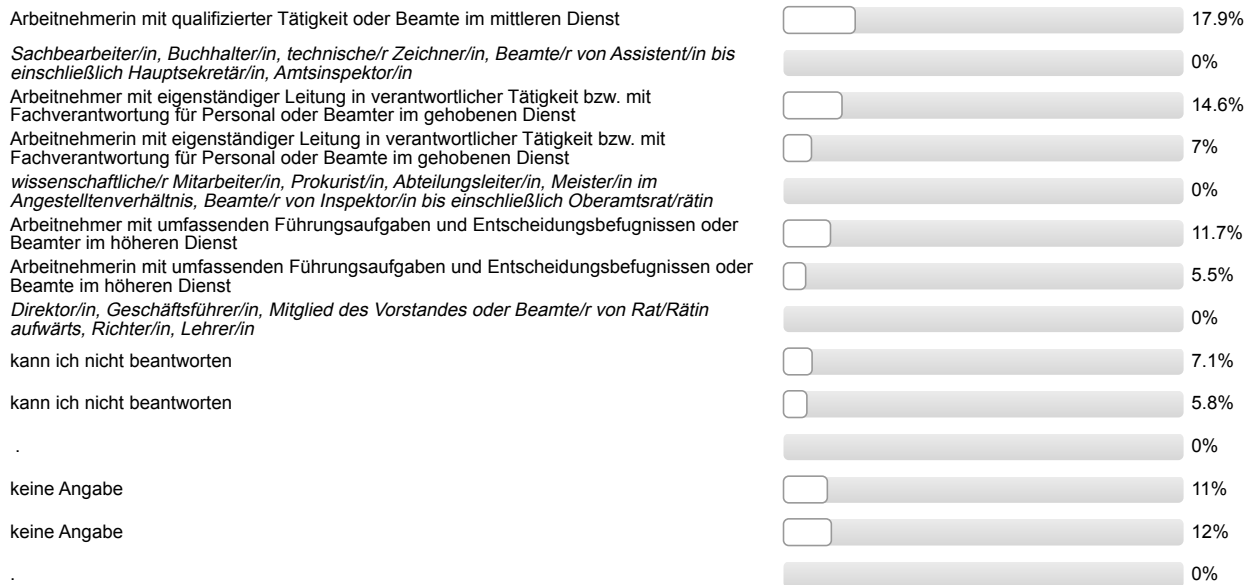 Arbeitnehmerin mit qualifizierter Tätigkeit oder Beamte im mittleren Dienst 17.9%
Sachbearbeiter/in, Buchhalter/in, technische/r Zeichner/in, Beamte/r von Assistent/in bis
einschließlich Hauptsekretär/in, Amtsinspektor/in 0%
Arbeitnehmer mit eigenständiger Leitung in verantwortlicher Tätigkeit bzw. mit
Fachverantwortung für Personal oder Beamter im gehobenen Dienst 14.6%
Arbeitnehmerin mit eigenständiger Leitung in verantwortlicher Tätigkeit bzw. mit
Fachverantwortung für Personal oder Beamte im gehobenen Dienst 7%
wissenschaftliche/r Mitarbeiter/in, Prokurist/in, Abteilungsleiter/in, Meister/in im
Angestelltenverhältnis, Beamte/r von Inspektor/in bis einschließlich Oberamtsrat/rätin 0%
Arbeitnehmer mit umfassenden Führungsaufgaben und Entscheidungsbefugnissen oder
Beamter im höheren Dienst 11.7%
Arbeitnehmerin mit umfassenden Führungsaufgaben und Entscheidungsbefugnissen oder
Beamte im höheren Dienst 5.5%
Direktor/in, Geschäftsführer/in, Mitglied des Vorstandes oder Beamte/r von Rat/Rätin
aufwärts, Richter/in, Lehrer/in 0%
kann ich nicht beantworten 7.1%
kann ich nicht beantworten 5.8%
. 0%
keine Angabe 11%
keine Angabe 12%
. 0%